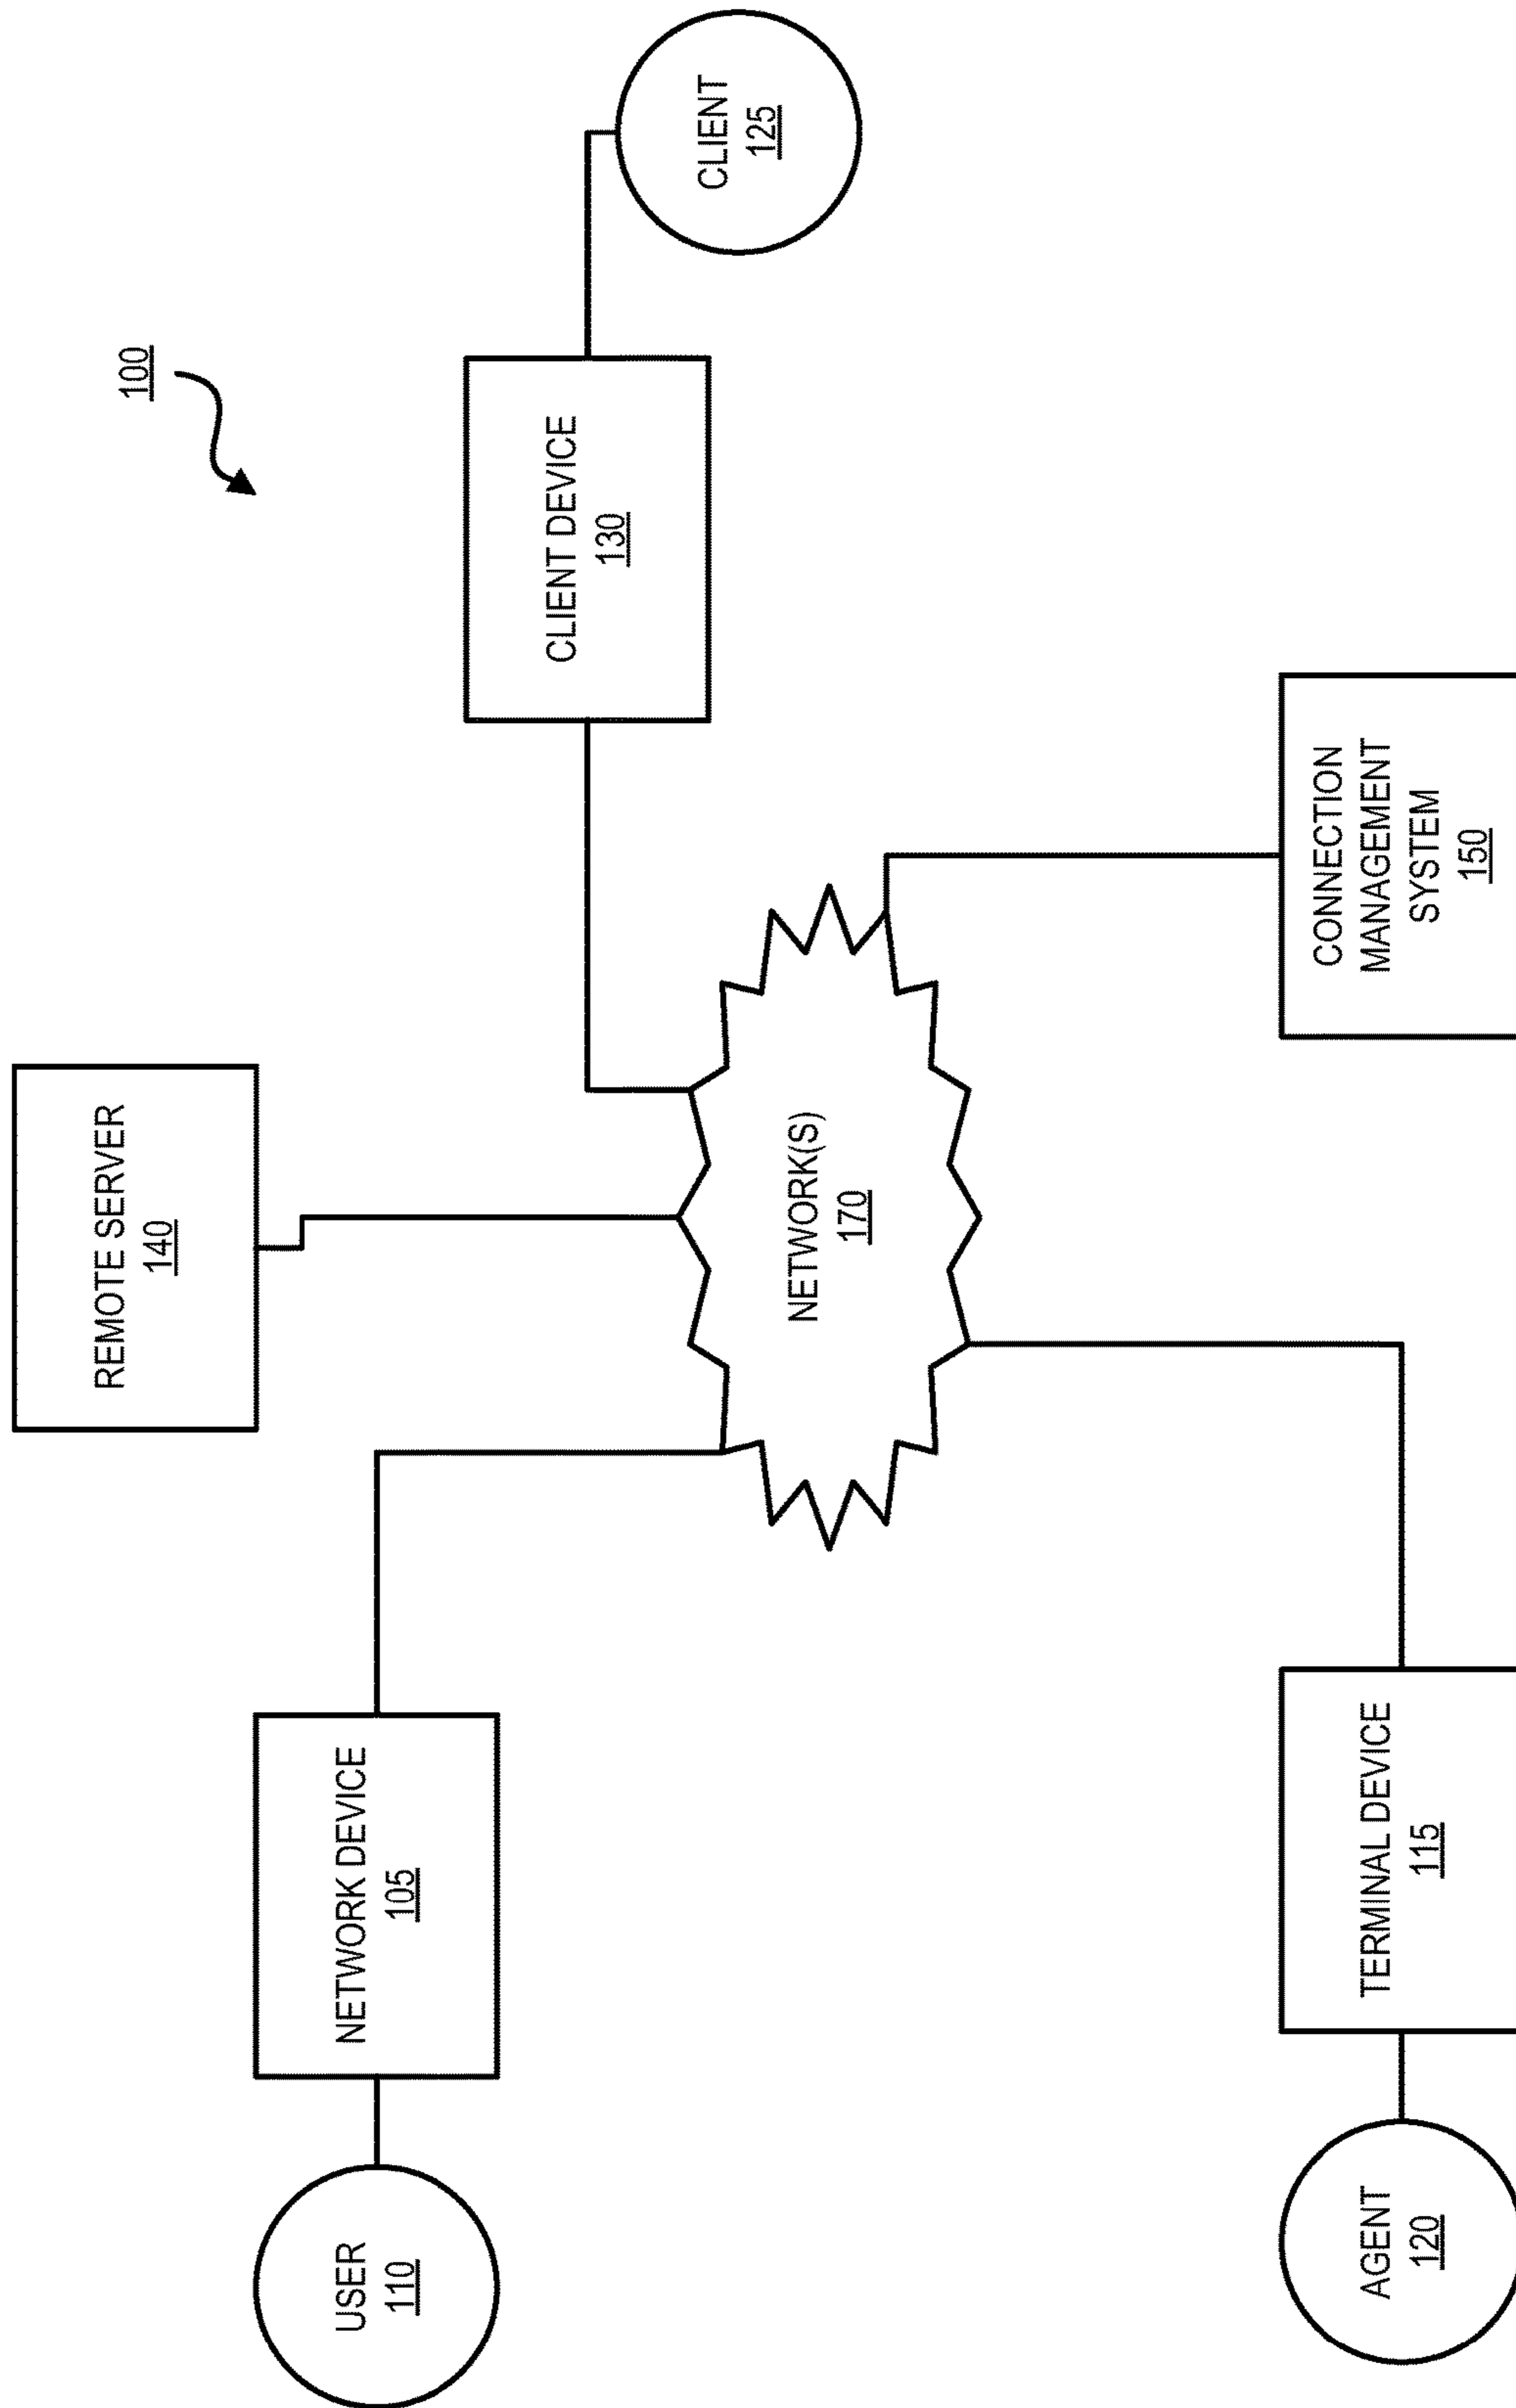 REMOTE SERVER
140
100
USER
110
NETWORK DEVICE
105
CLIENT DEVICE
130
CLIENT
125
NETWORK(S)
170
AGENT
120
TERMINAL DEVICE
115
CONNECTION
MANAGEMENT
SYSTEM
150